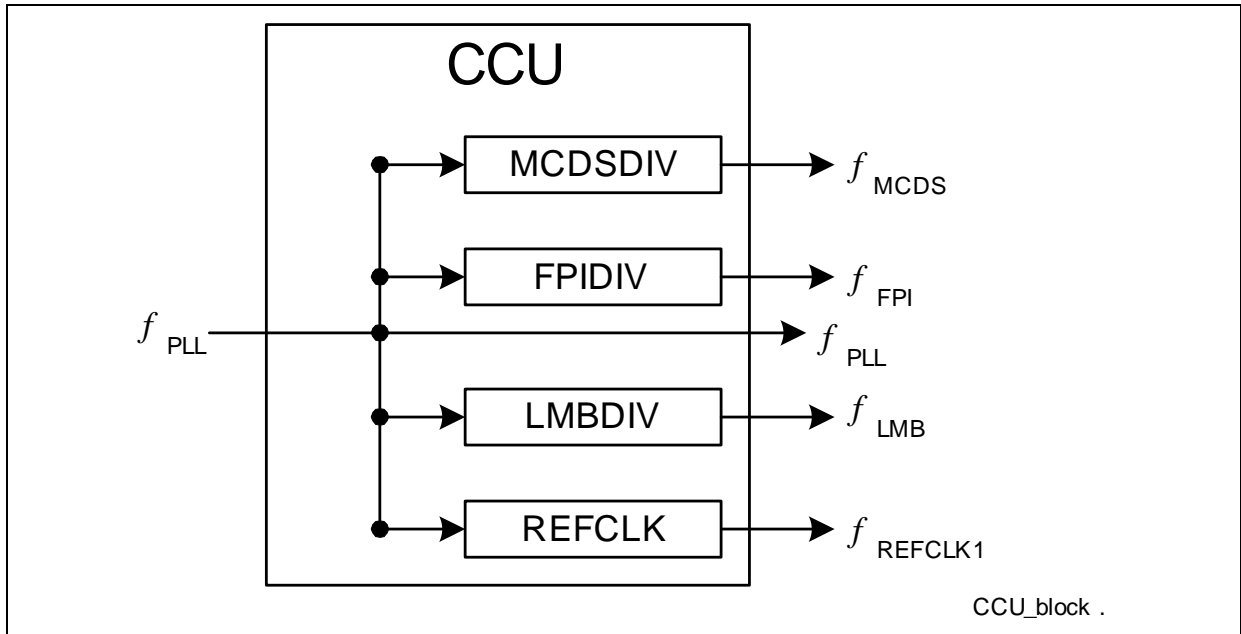 CCU
MCDSDIV
f MCDS
FPIDIV
f FPI
f PLL
f PLL
LMBDIV
f LMB
REFCLK
f REFCLK1
CCU_block .